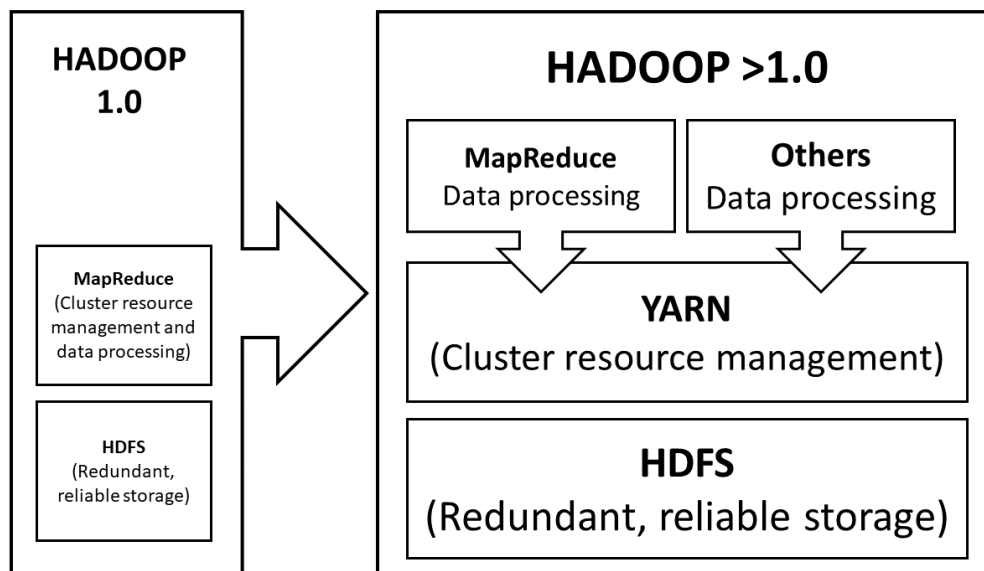 HADOOP
1.0
MapReduce
(Cluster resource
management and
data processing)
HDFS
(Redundant,
reliable storage)
HADOOP >1.0
MapReduce
Data processing
Others
Data processing
YARN
(Cluster resource management)
HDFS
(Redundant, reliable storage)